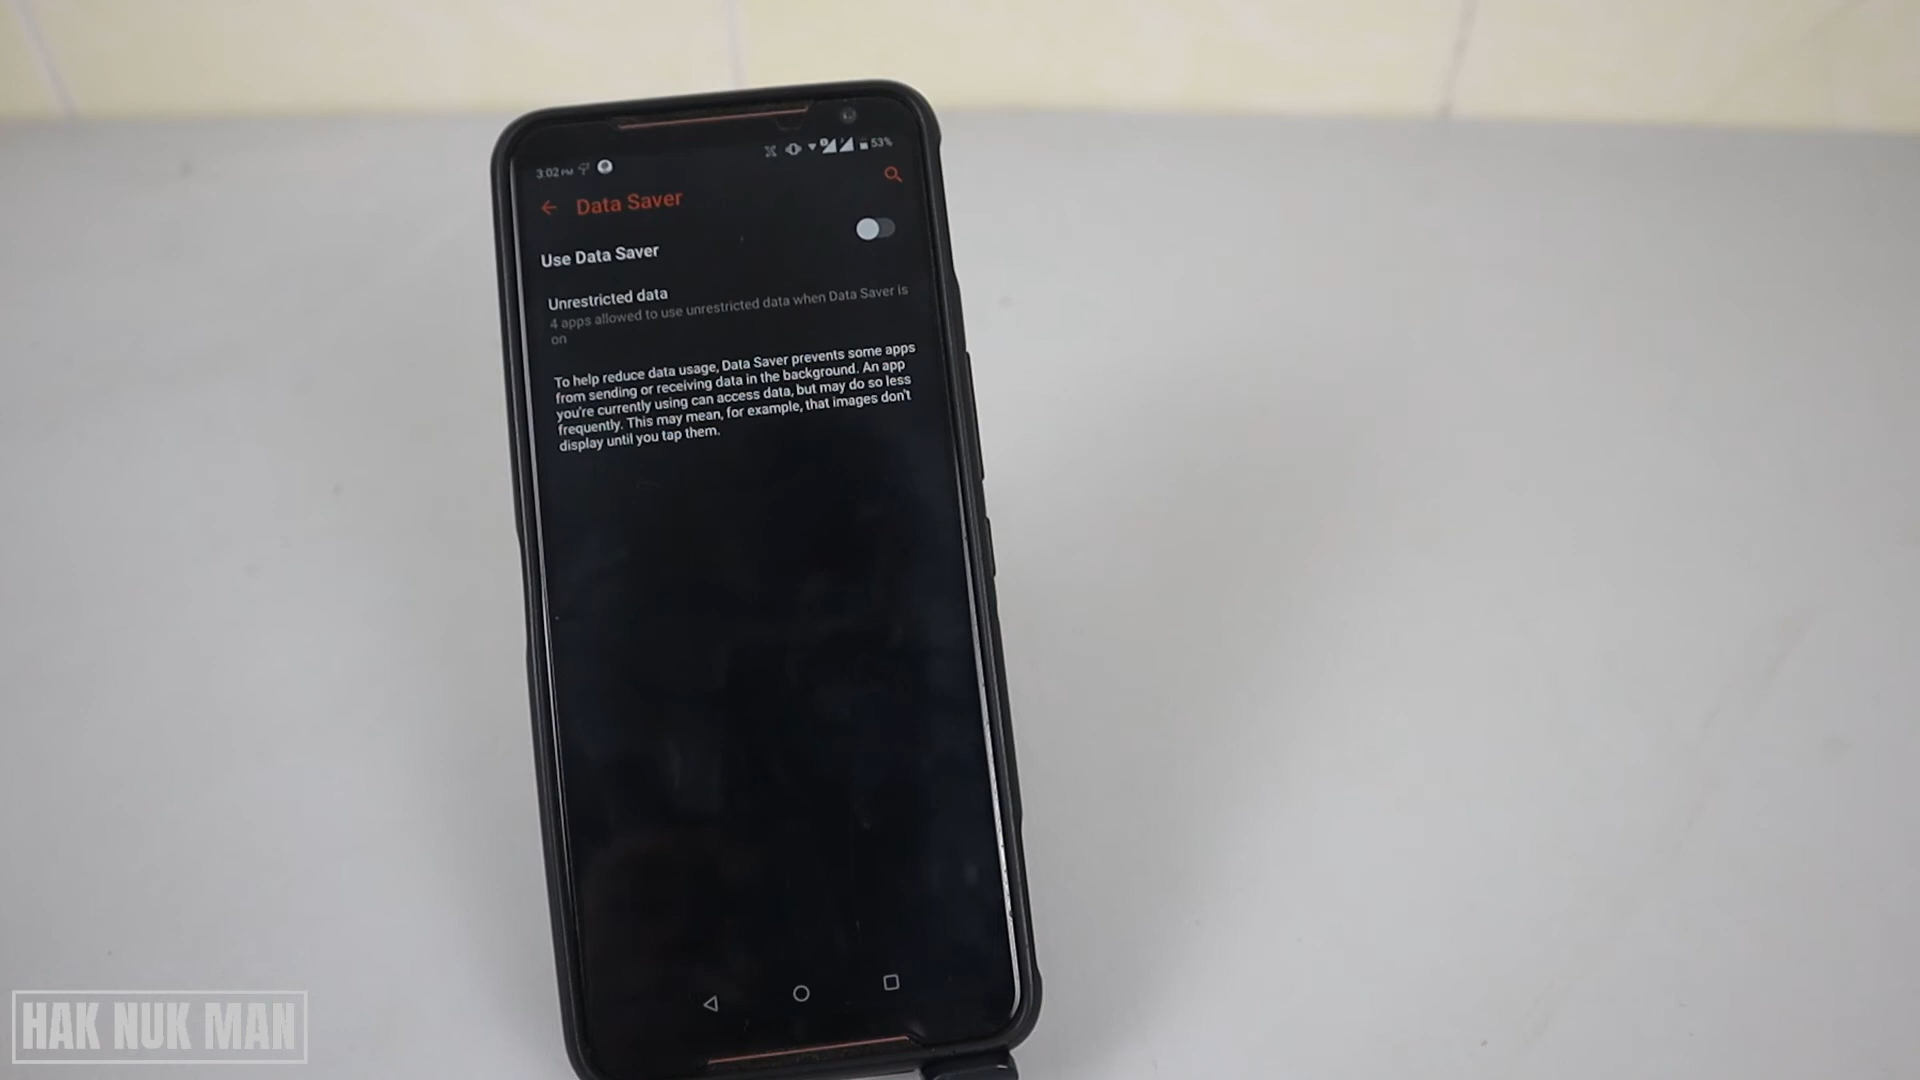 3:02 PM
53%
Data Saver
Use Data Saver
Unrestricted data
4 apps allowed to use unrestricted data when Data Saver is
on
To help reduce data usage, Data Saver prevents some apps
from sending or receiving data in the background. An app
you're currently using can access data, but may do so less
frequently. This may mean, for example, that images don't
display until you tap them.
HAK NUK MAN